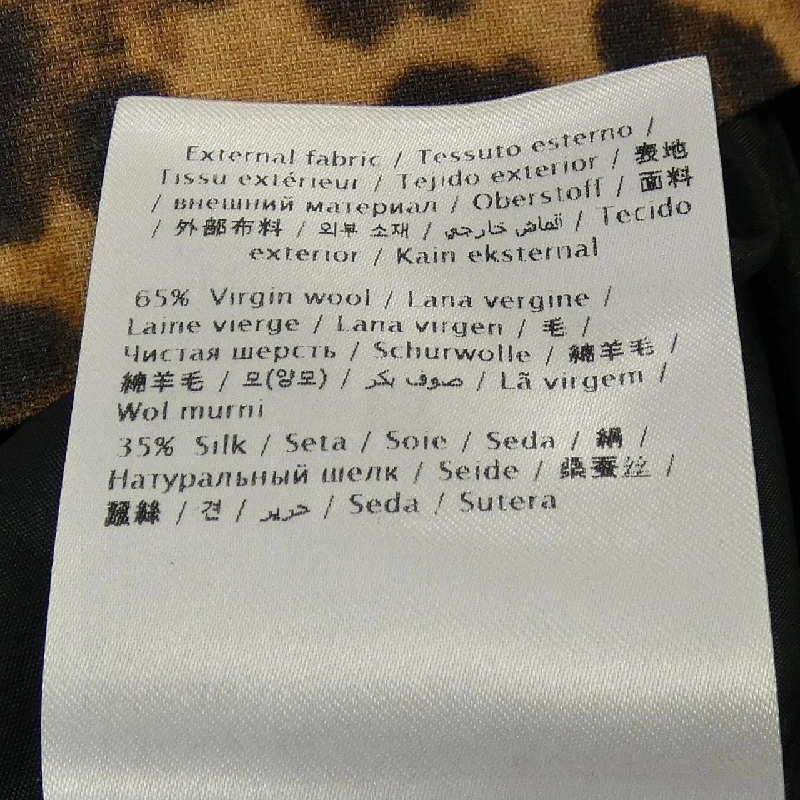 External fabric / Tessuto esterno /
Tissu extérieur / Tejido exterior / 表地
/ внешний материал / Oberstoff / 面料
/ 外部布料 / 외부 소재 / قماش خارجي / Tecido
exterior / Kain eksternal
65% Virgin wool / Lana vergine /
Laine vierge / Lana virgen / 毛 /
Чистая шерсть / Schurwolle / 綿羊毛 /
綿羊毛 / 모(양모) / صوف بكر / Lã virgem /
Wol murni
35% Silk / Seta / Soie / Seda / 絹 /
Натуральный шелк / Seide / 桑蚕丝 /
蠶絲 / 견 / حرير / Seda / Sutera